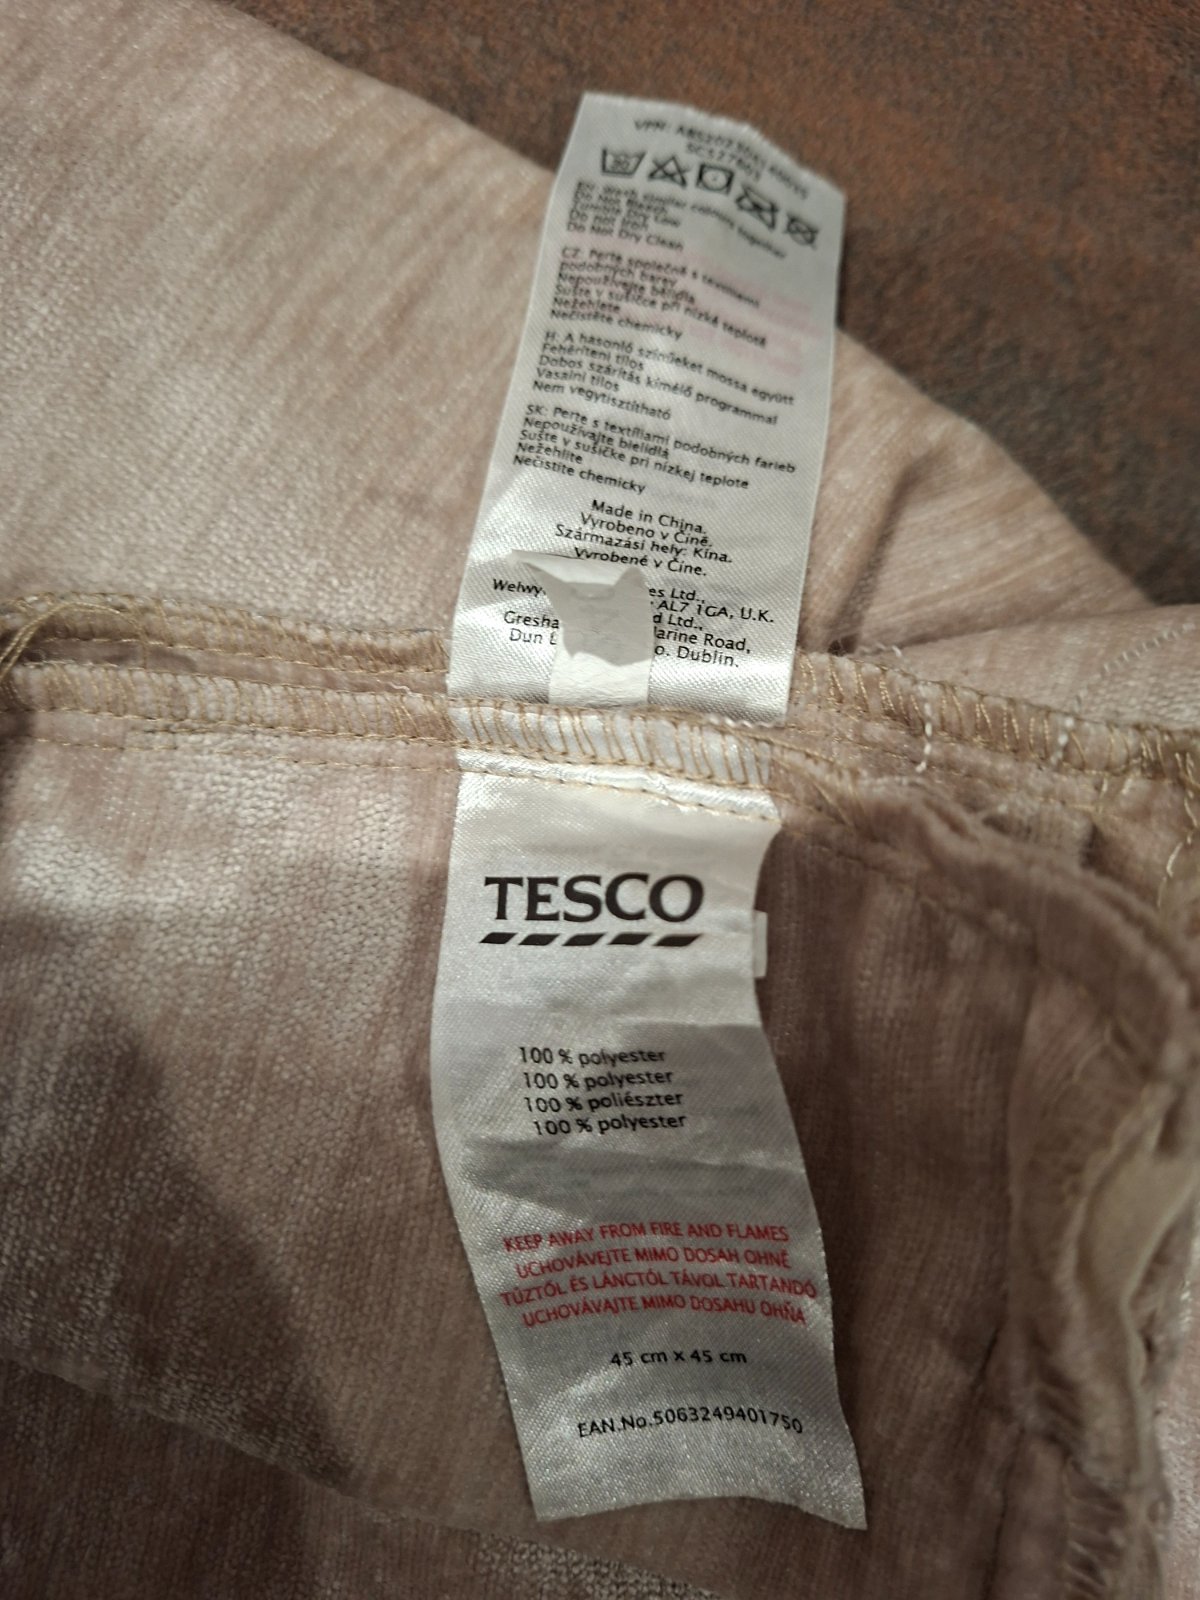 30
EU: Wash similar colours together
Do Not Bleach
Tumble Dry Low
Do not Iron
Do Not Dry Clean
CZ: Perte společně s textiliemi
podobných barev
Nepoužívejte bělidla
Sušte v sušičce při nízké teplotě
Nežehlete
Nečistěte chemicky
H: A hasonló színűeket mossa együtt
Fehéríteni tilos
Dobos szárítás kímélő programmal
Vasalni tilos
Nem vegytisztítható
SK: Perte s textíliami podobných farieb
Nepoužívajte bielidlá
Sušte v sušičke pri nízkej teplote
Nežehlite
Nečistite chemicky
Made in China.
Vyrobeno v Číně.
Származási hely: Kína.
Vyrobené v Číne.
Ltd.,
AL7 1GA, U.K.
Ltd.,
Dun Road,
Dublin.
TESCO
100 % polyester
100 % polyester
100 % poliészter
100 % polyester
KEEP AWAY FROM FIRE AND FLAMES
UCHOVÁVEJTE MIMO DOSAH OHNĚ
TŰZTŐL ÉS LÁNGTÓL TÁVOL TARTANDÓ
UCHOVÁVAJTE MIMO DOSAHU OHŇA
45 cm x 45 cm
EAN.No.5063249401750